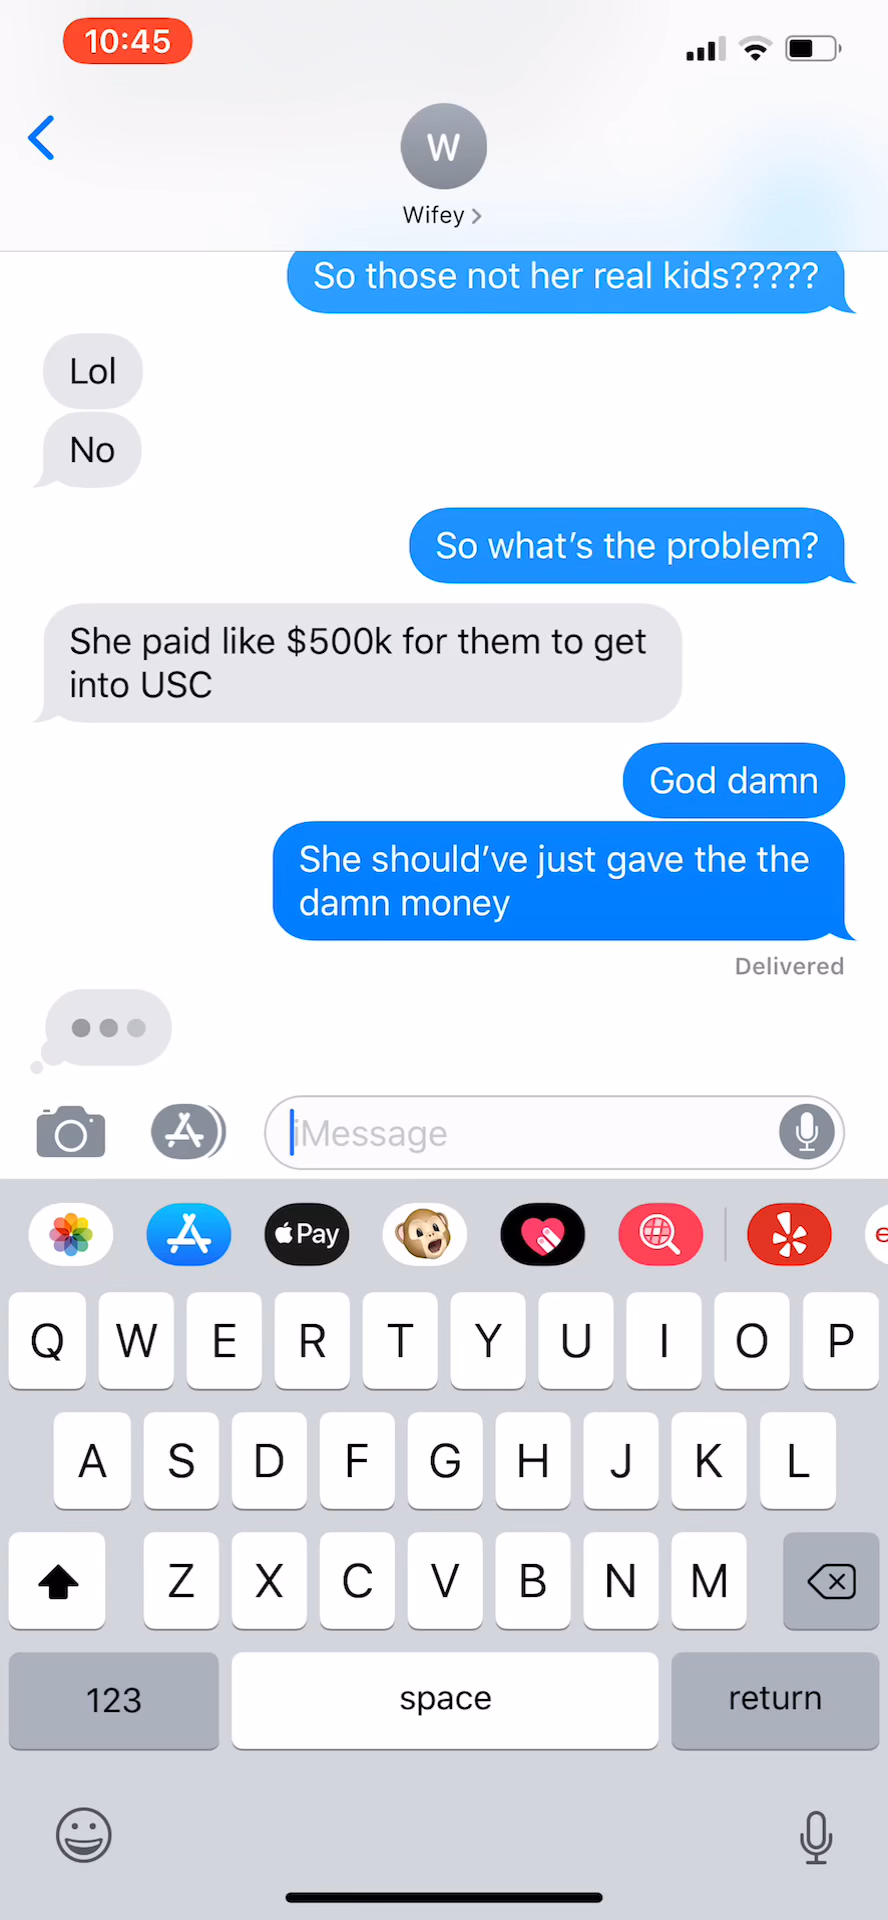 10:45
W
Wifey
So those not her real kids?????
Lol
No
So what's the problem?
She paid like $500k for them to get
into USC
God damn
She should've just gave the the
damn money
Delivered
iMessage
Pay
e
Q W E R T Y U I O P
A S D F G H J K L
Z X C V B N M
123 space return